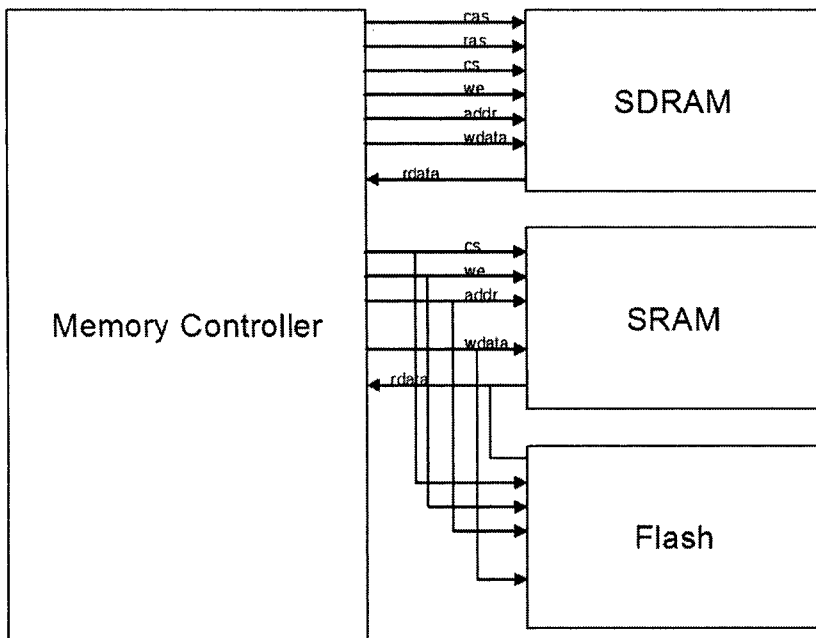 cas
ras
cs
we
addr
wdata
rdata
SDRAM
cs
we
addr
wdata
rdata
Memory Controller
SRAM
Flash